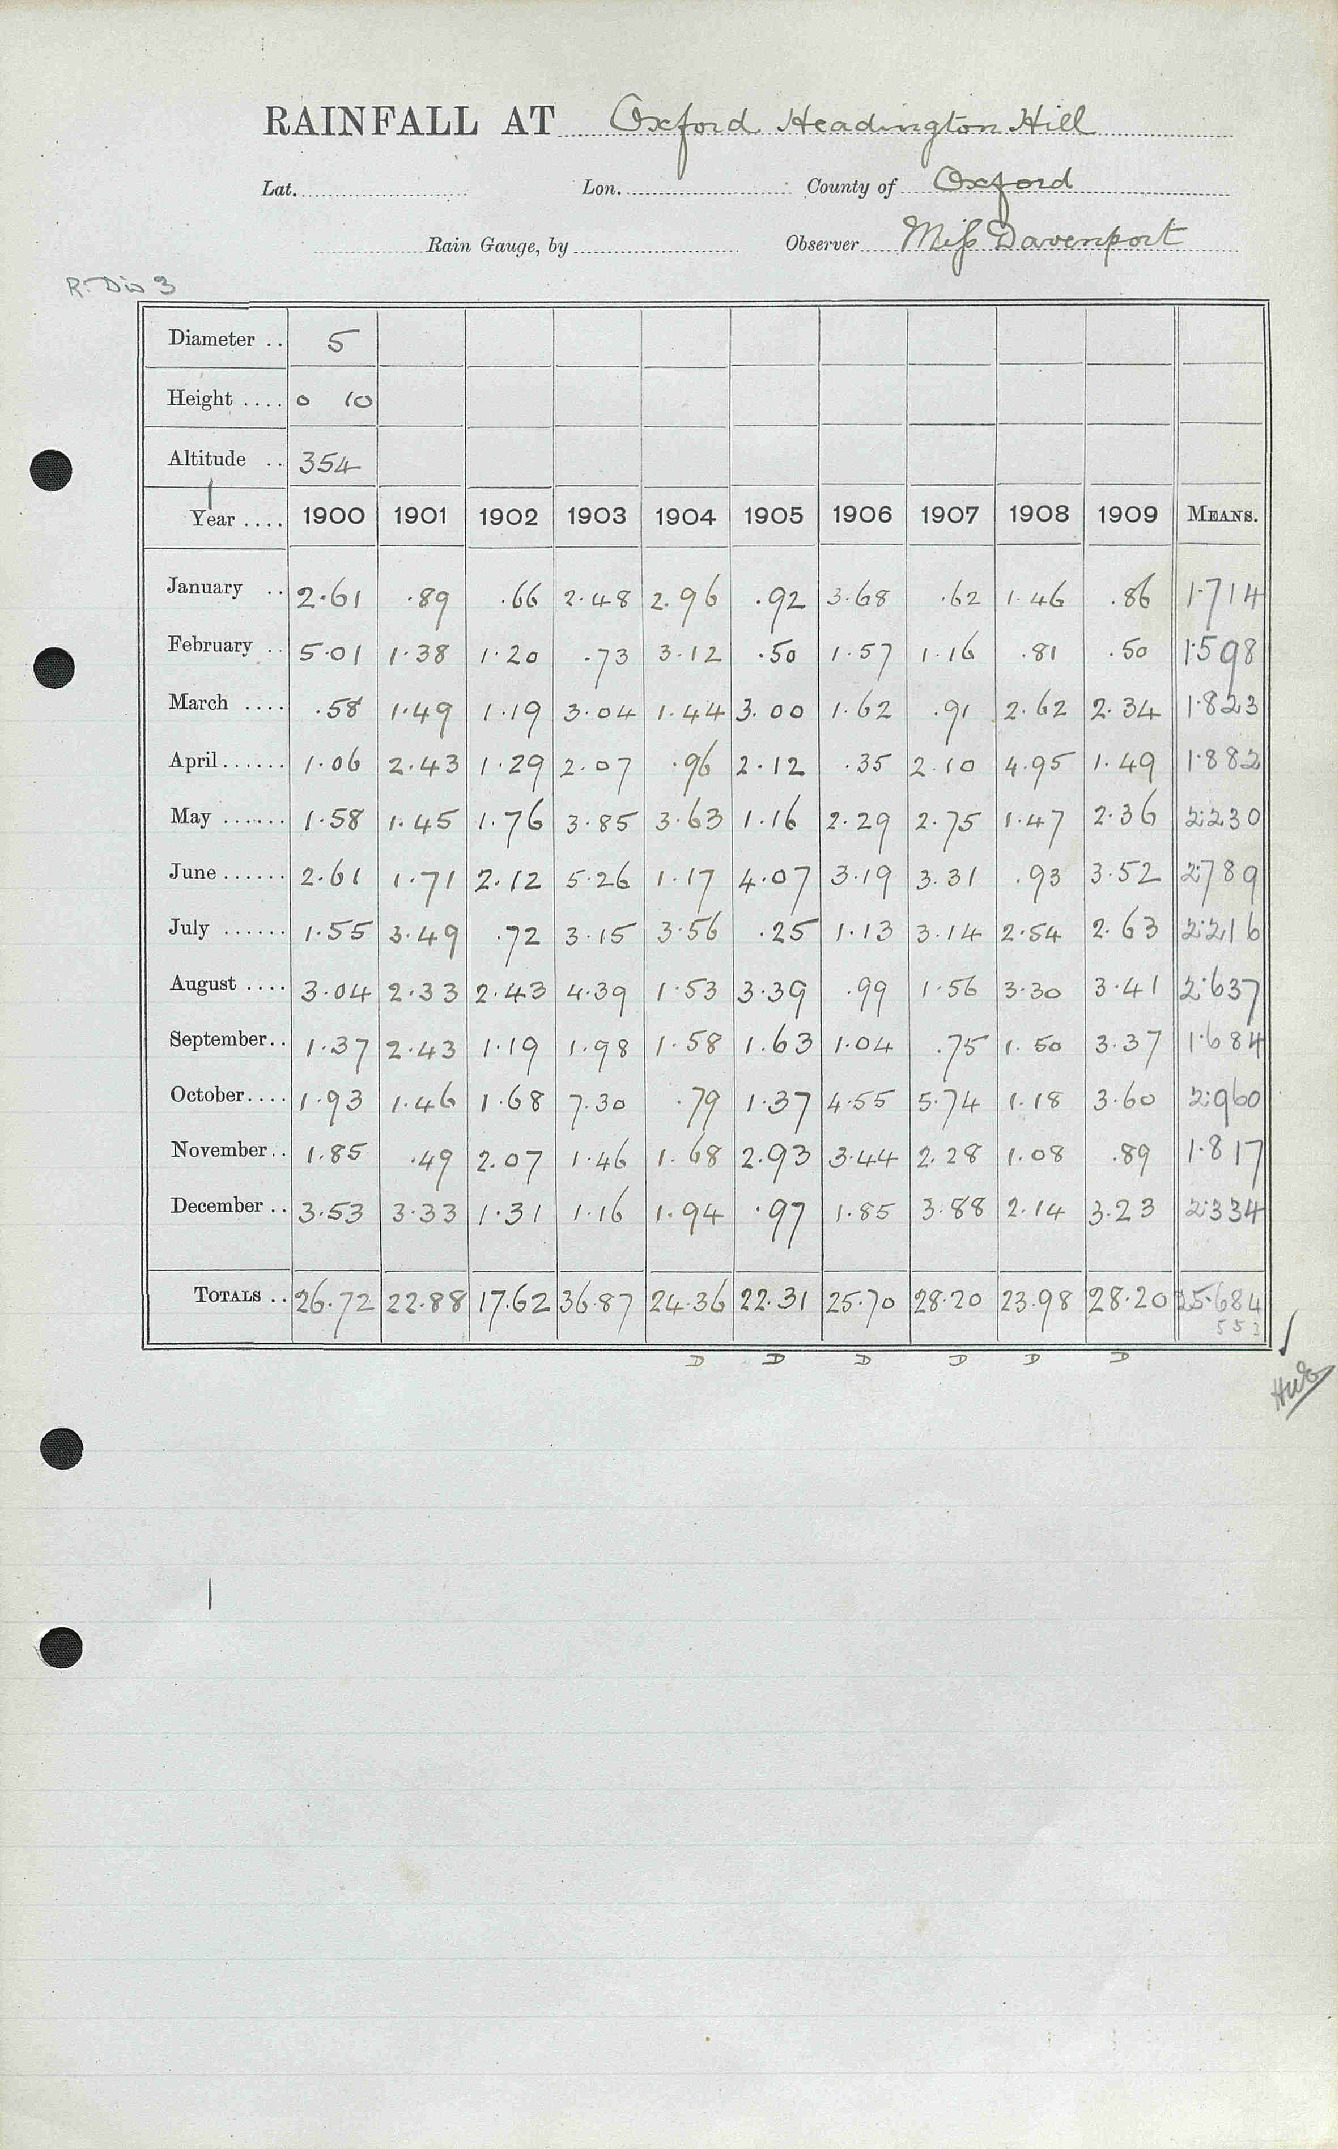 RAINFALL AT Oxford Headington Hill
Lat. Lon. County of Oxford
Rain Gauge, by Observer Miss Davenport
R. Div 3
Diameter .. 5
Height .... 0 10
Altitude .. 354
Year .... 1900 1901 1902 1903 1904 1905 1906 1907 1908 1909 MEANS.
January .. 2.61 .89 .66 2.48 2.96 .92 3.68 .62 1.46 .86 1.714
February .. 5.01 1.38 1.20 .73 3.12 .50 1.57 1.16 .81 .50 1.598
March .... .58 1.49 1.19 3.04 1.44 3.00 1.62 .91 2.62 2.34 1.823
April ...... 1.06 2.43 1.29 2.07 .96 2.12 .35 2.10 4.95 1.49 1.882
May ...... 1.58 1.45 1.76 3.85 3.63 1.16 2.29 2.75 1.47 2.36 2.230
June ...... 2.61 1.71 2.12 5.26 1.17 4.07 3.19 3.31 .93 3.52 2.789
July ...... 1.55 3.49 .72 3.15 3.56 .25 1.13 3.14 2.54 2.63 2.216
August .... 3.04 2.33 2.43 4.39 1.53 3.39 .99 1.56 3.30 3.41 2.637
September .. 1.37 2.43 1.19 1.98 1.58 1.63 1.04 .75 1.50 3.37 1.684
October .... 1.93 1.46 1.68 7.30 .79 1.37 4.55 5.74 1.18 3.60 2.960
November .. 1.85 .49 2.07 1.46 1.68 2.93 3.44 2.28 1.08 .89 1.817
December .. 3.53 3.33 1.31 1.16 1.94 .97 1.85 3.88 2.14 3.23 2.334
TOTALS .. 26.72 22.88 17.62 36.87 24.36 22.31 25.70 28.20 23.98 28.20 25.684
D D D D D D